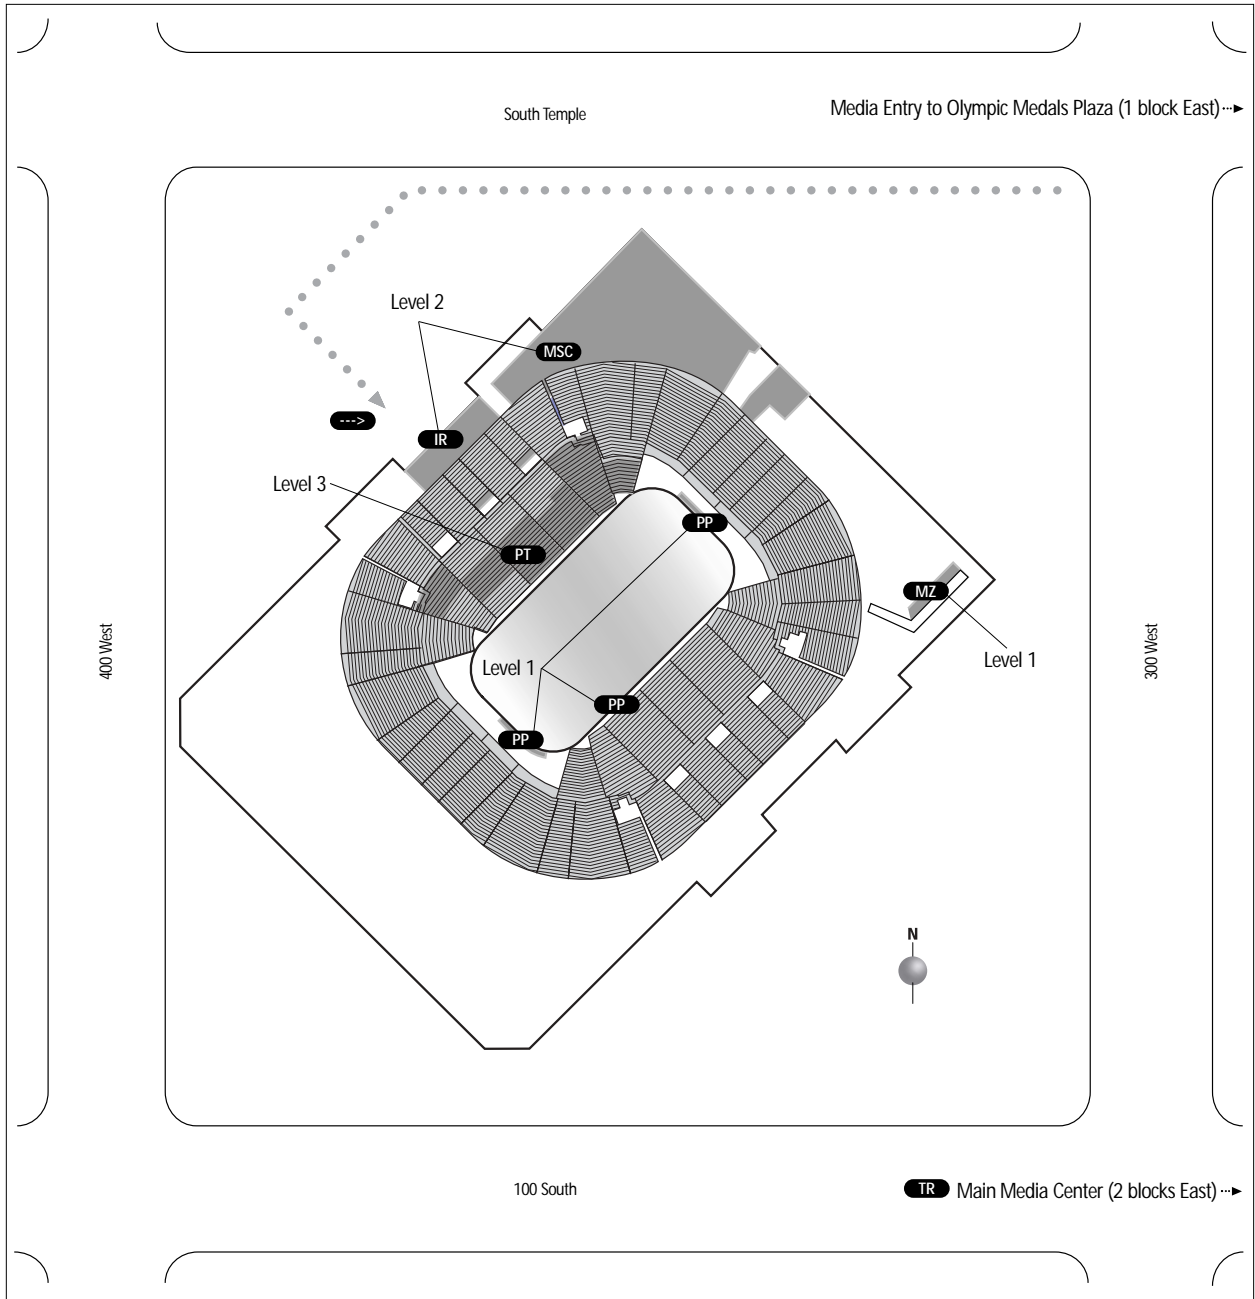 South Temple
Media Entry to Olympic Medals Plaza (1 block East)
Level 2
MSC
--->
IR
Level 3
PP
PT
MZ
400 West
300 West
Level 1
Level 1
PP
PP
N
100 South
TR Main Media Center (2 blocks East)